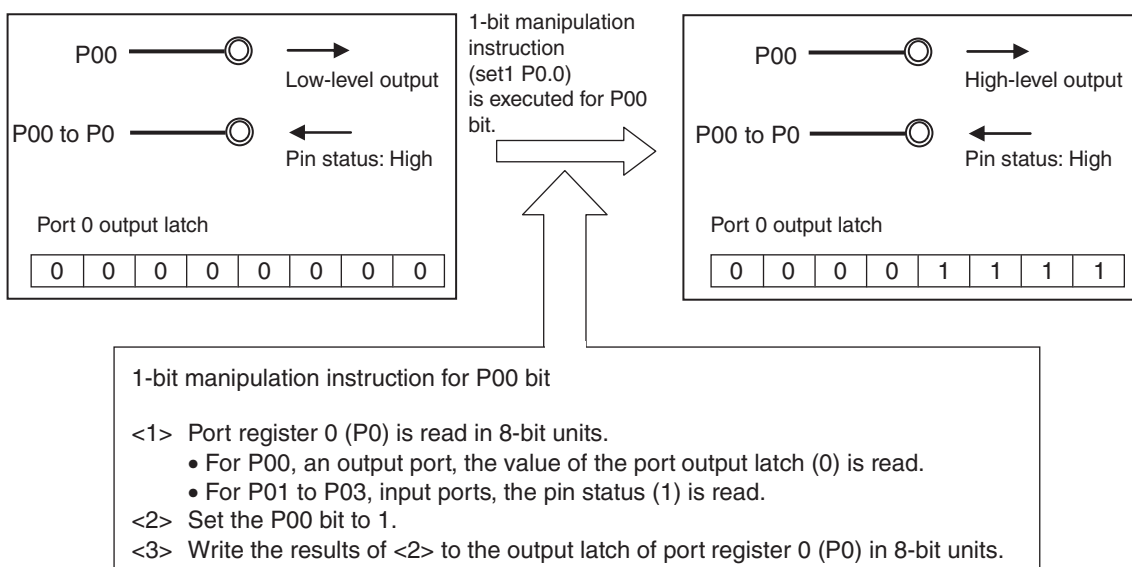 P00
Low-level output
P00 to P0
Pin status: High
Port 0 output latch
0 0 0 0 0 0 0 0
1-bit manipulation
instruction
(set1 P0.0)
is executed for P00
bit.
P00
High-level output
P00 to P0
Pin status: High
Port 0 output latch
0 0 0 0 1 1 1 1
1-bit manipulation instruction for P00 bit
<1> Port register 0 (P0) is read in 8-bit units.
• For P00, an output port, the value of the port output latch (0) is read.
• For P01 to P03, input ports, the pin status (1) is read.
<2> Set the P00 bit to 1.
<3> Write the results of <2> to the output latch of port register 0 (P0) in 8-bit units.